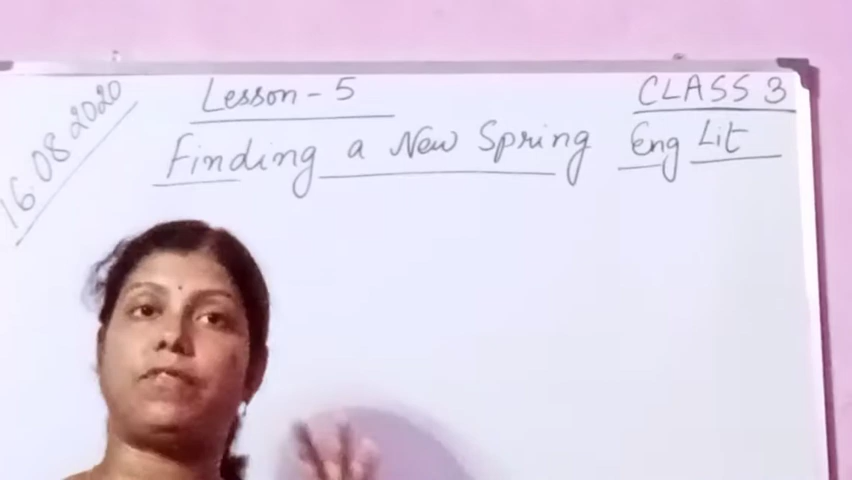 16.08.2020
Lesson - 5
CLASS 3
Finding a New Spring
Eng Lit